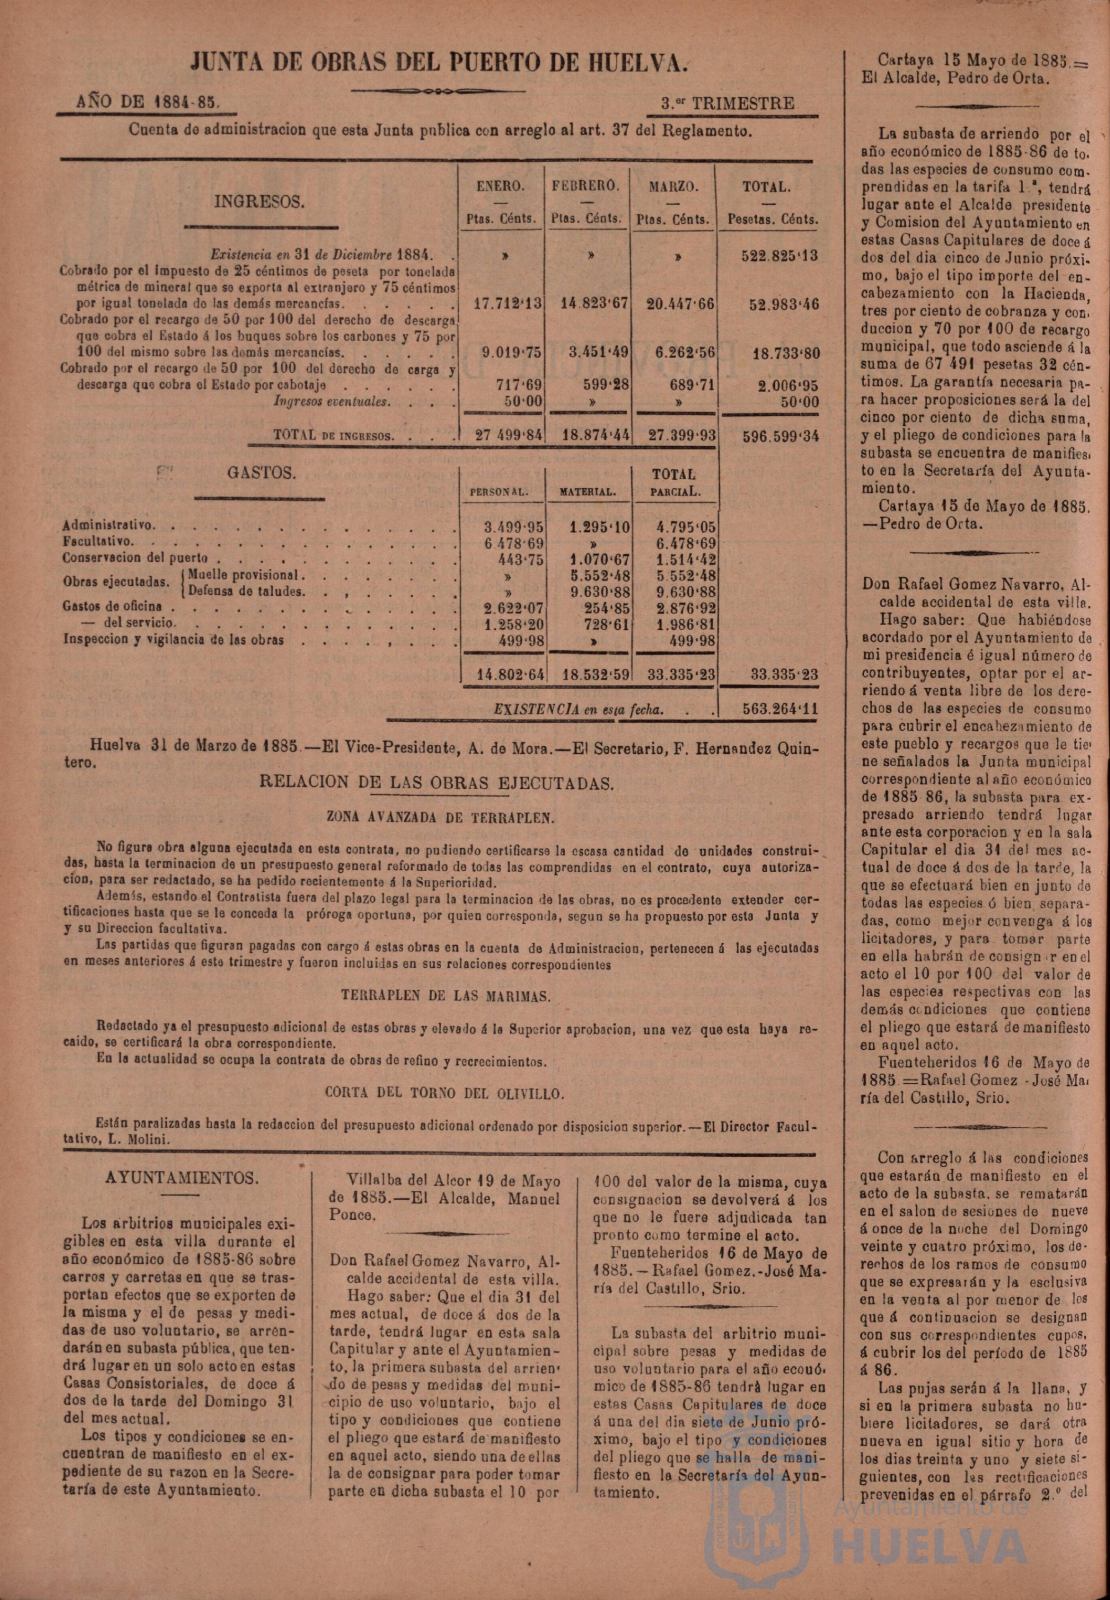 JUNTA DE OBRAS DEL PUERTO DE HUELVA.
AÑO DE 1884-85.
3.er TRIMESTRE
Cuenta de administracion que esta Junta publica con arreglo al art. 37 del Reglamento.
INGRESOS. ENERO. FEBRERO. MARZO. TOTAL.
Ptas. Cénts. Ptas. Cénts. Ptas. Cénts. Pesetas. Cénts.
Existencia en 31 de Diciembre 1884. . » » » 522.825'13
Cobrado por el impuesto de 25 céntimos de peseta por tonelada
métrica de mineral que se exporta al extranjero y 75 céntimos
por igual tonelada de las demás mercancías. . . . . . 17.712'13 14.823'67 20.447'66 52.983'46
Cobrado por el recargo de 50 por 100 del derecho de descarga
que cobra el Estado á los buques sobre los carbones y 75 por
100 del mismo sobre las demás mercancías. . . . . . 9.019'75 3.451'49 6.262'56 18.733'80
Cobrado por el recargo de 50 por 100 del derecho de carga y
descarga que cobra el Estado por cabotaje . . . . . . 717'69 599'28 689'71 2.006'95
Ingresos eventuales. . . . 50'00 » » 50'00
TOTAL DE INGRESOS. . . . 27 499'84 18.874'44 27.399'93 596.599'34
GASTOS. PERSONAL. MATERIAL. TOTAL PARCIAL.
Administrativo. . . . . . . . . . . . . . 3.499'95 1.295'10 4.795'05
Facultativo. . . . . . . . . . . . . . . 6 478'69 » 6.478'69
Conservacion del puerto . . . . . . . . . . . 443'75 1.070'67 1.514'42
Obras ejecutadas. { Muelle provisional. . . . . . . . » 5.552'48 5.552'48
Defensa de taludes. . . . . . . . » 9.630'88 9.630'88
Gastos de oficina . . . . . . . . . . . . . 2.622'07 254'85 2.876'92
— del servicio. . . . . . . . . . . . . 1.258'20 728'61 1.986'81
Inspeccion y vigilancia de las obras . . . . . . . 499'98 » 499'98
14.802'64 18.532'59 33.335'23 33.335'23
EXISTENCIA en esta fecha. . . 563.264'11
Huelva 31 de Marzo de 1885.—El Vice-Presidente, A. de Mora.—El Secretario, F. Hernandez Quin-
tero.
RELACION DE LAS OBRAS EJECUTADAS.
ZONA AVANZADA DE TERRAPLEN.
No figura obra alguna ejecutada en esta contrata, no pudiendo certificarse la escasa cantidad de unidades construi-
das, hasta la terminacion de un presupuesto general reformado de todas las comprendidas en el contrato, cuya autoriza-
cion, para ser redactado, se ha pedido recientemente á la Superioridad.
Además, estando el Contratista fuera del plazo legal para la terminacion de las obras, no es procedente extender cer-
tificaciones hasta que se le conceda la próroga oportuna, por quien corresponda, segun se ha propuesto por esta Junta y
y su Direccion facultativa.
Las partidas que figuran pagadas con cargo á estas obras en la cuenta de Administracion, pertenecen á las ejecutadas
en meses anteriores á este trimestre y fueron incluidas en sus relaciones correspondientes
TERRAPLEN DE LAS MARIMAS.
Redactado ya el presupuesto adicional de estas obras y elevado á la Superior aprobacion, una vez que esta haya re-
caido, se certificará la obra correspondiente.
En la actualidad se ocupa la contrata de obras de refino y recrecimientos.
CORTA DEL TORNO DEL OLIVILLO.
Están paralizadas hasta la redaccion del presupuesto adicional ordenado por disposicion superior.—El Director Facul-
tativo, L. Molini.
AYUNTAMIENTOS.
Los arbitrios municipales exi-
gibles en esta villa durante el
año económico de 1885-86 sobre
carros y carretas en que se tras-
portan efectos que se exporten de
la misma y el de pesas y medi-
das de uso voluntario, se arren-
darán en subasta pública, que ten-
drá lugar en un solo acto en estas
Casas Consistoriales, de doce á
dos de la tarde del Domingo 31
del mes actual.
Los tipos y condiciones se en-
cuentran de manifiesto en el ex-
pediente de su razon en la Secre-
taría de este Ayuntamiento.
Villalba del Alcor 19 de Mayo
de 1885.—El Alcalde, Manuel
Ponce.
Don Rafael Gomez Navarro, Al-
calde accidental de esta villa.
Hago saber: Que el dia 31 del
mes actual, de doce á dos de la
tarde, tendrá lugar en esta sala
Capitular y ante el Ayuntamien-
to, la primera subasta del arrien-
do de pesas y medidas del muni-
cipio de uso voluntario, bajo el
tipo y condiciones que contiene
el pliego que estará de manifiesto
en aquel acto, siendo una de ellas
la de consignar para poder tomar
parte en dicha subasta el 10 por
100 del valor de la misma, cuya
consignacion se devolverá á los
que no le fuere adjudicada tan
pronto como termine el acto.
Fuenteheridos 16 de Mayo de
1885.—Rafael Gomez.-José Ma-
ría del Castillo, Srio.
La subasta del arbitrio muni-
cipal sobre pesas y medidas de
uso voluntario para el año econó-
mico de 1885-86 tendrá lugar en
estas Casas Capitulares de doce
á una del dia siete de Junio pró-
ximo, bajo el tipo y condiciones
del pliego que se halla de mani-
fiesto en la Secretaría del Ayun-
tamiento.
Cartaya 15 Mayo de 1885.=
El Alcalde, Pedro de Orta.
La subasta de arriendo por el
año económico de 1885-86 de to-
das las especies de consumo com-
prendidas en la tarifa 1.ª, tendrá
lugar ante el Alcalde presidente
y Comision del Ayuntamiento en
estas Casas Capitulares de doce á
dos del dia cinco de Junio próxi-
mo, bajo el tipo importe del en-
cabezamiento con la Hacienda,
tres por ciento de cobranza y con-
duccion y 70 por 100 de recargo
municipal, que todo asciende á la
suma de 67 491 pesetas 32 cén-
timos. La garantía necesaria pa-
ra hacer proposiciones será la del
cinco por ciento de dicha suma,
y el pliego de condiciones para la
subasta se encuentra de manifies-
to en la Secretaría del Ayunta-
miento.
Cartaya 15 de Mayo de 1885.
—Pedro de Orta.
Don Rafael Gomez Navarro, Al-
calde accidental de esta villa.
Hago saber: Que habiéndose
acordado por el Ayuntamiento de
mi presidencia é igual número de
contribuyentes, optar por el ar-
riendo á venta libre de los dere-
chos de las especies de consumo
para cubrir el encabezamiento de
este pueblo y recargos que le tie-
ne señalados la Junta municipal
correspondiente al año económico
de 1885 86, la subasta para ex-
presado arriendo tendrá lugar
ante esta corporacion y en la sala
Capitular el dia 31 del mes ac-
tual de doce á dos de la tarde, la
que se efectuará bien en junto de
todas las especies ó bien separa-
das, como mejor convenga á los
licitadores, y para tomar parte
en ella habrán de consignar en el
acto el 10 por 100 del valor de
las especies respectivas con las
demás condiciones que contiene
el pliego que estará de manifiesto
en aquel acto.
Fuenteheridos 16 de Mayo de
1885.=Rafael Gomez -José Ma-
ría del Castillo, Srio.
Con arreglo á las condiciones
que estarán de manifiesto en el
acto de la subasta, se rematarán
en el salon de sesiones de nueve
á once de la noche del Domingo
veinte y cuatro próximo, los de-
rechos de los ramos de consumo
que se expresarán y la esclusiva
en la venta al por menor de los
que á continuacion se designan
con sus correspondientes cupos,
á cubrir los del período de 1885
á 86.
Las pujas serán á la llana, y
si en la primera subasta no hu-
biere licitadores, se dará otra
nueva en igual sitio y hora de
los dias treinta y uno y siete si-
guientes, con las rectificaciones
prevenidas en el párrafo 2.º del
Ayuntamiento de
HUELVA